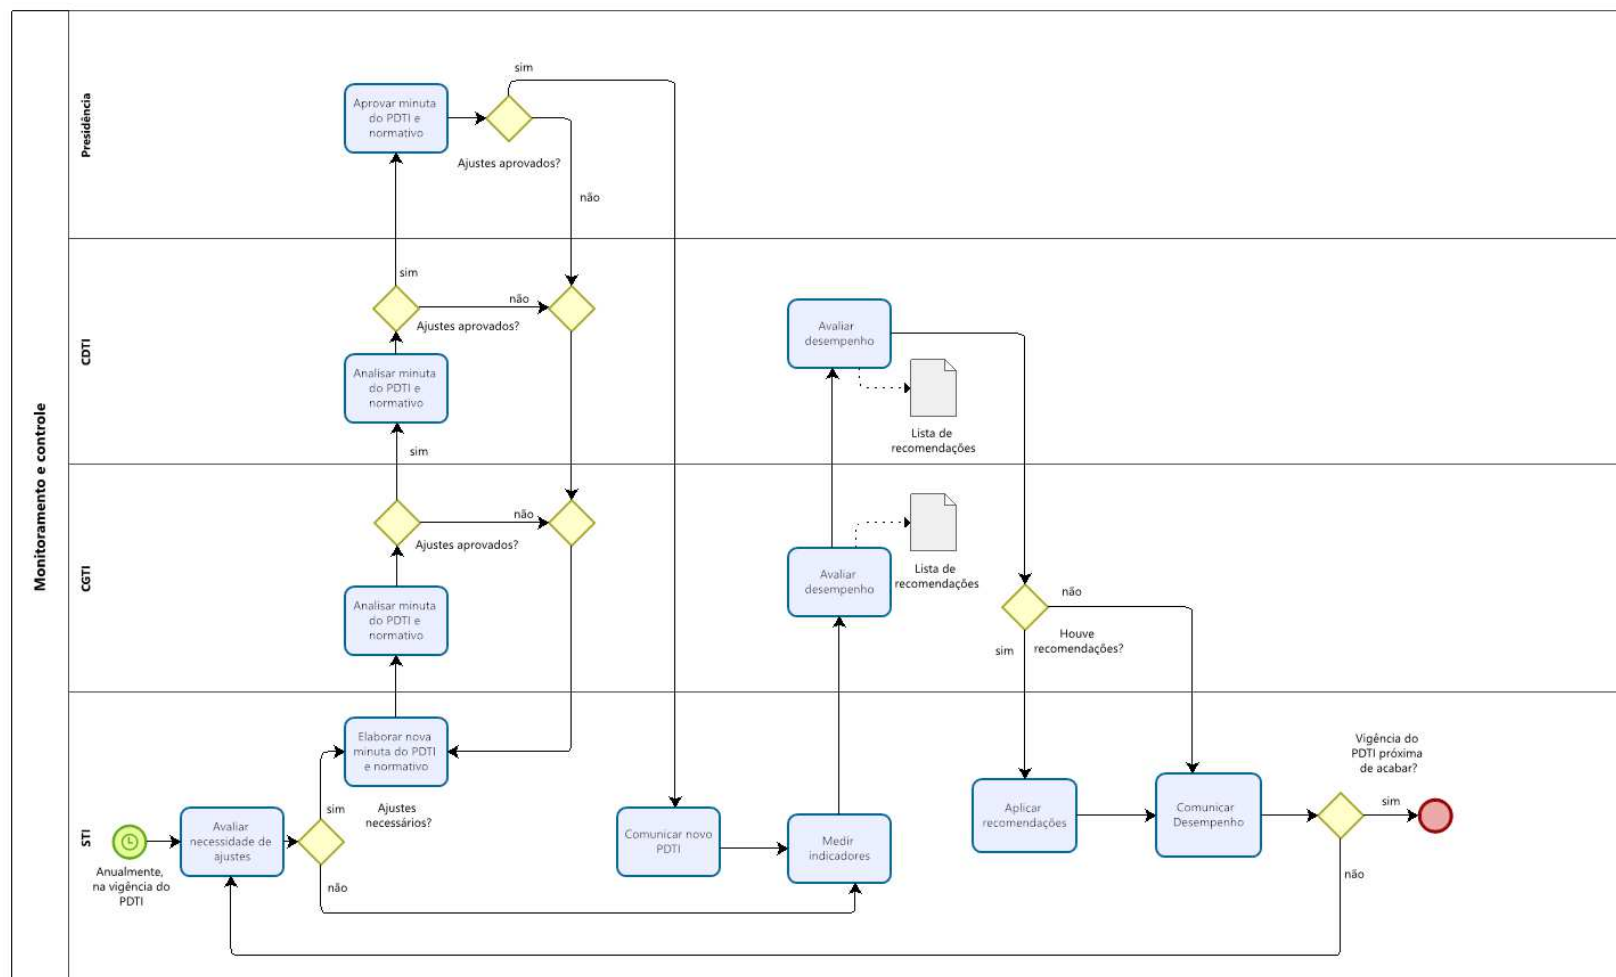 Monitoramento e controle
Presidência
Aprovar minuta
do PDTI e
normativo
sim
Ajustes aprovados?
não
CDTI
sim
não
Ajustes aprovados?
Analisar minuta
do PDTI e
normativo
sim
Avaliar
desempenho
Lista de
recomendações
CGTI
não
Ajustes aprovados?
Analisar minuta
do PDTI e
normativo
Avaliar
desempenho
Lista de
recomendações
não
Houve
recomendações?
sim
STI
Anualmente,
na vigência do
PDTI
Avaliar
necessidade de
ajustes
sim
não
Elaborar nova
minuta do PDTI
e normativo
Ajustes
necessários?
Comunicar novo
PDTI
Medir
indicadores
Aplicar
recomendações
Comunicar
Desempenho
Vigência do
PDTI próxima
de acabar?
sim
não